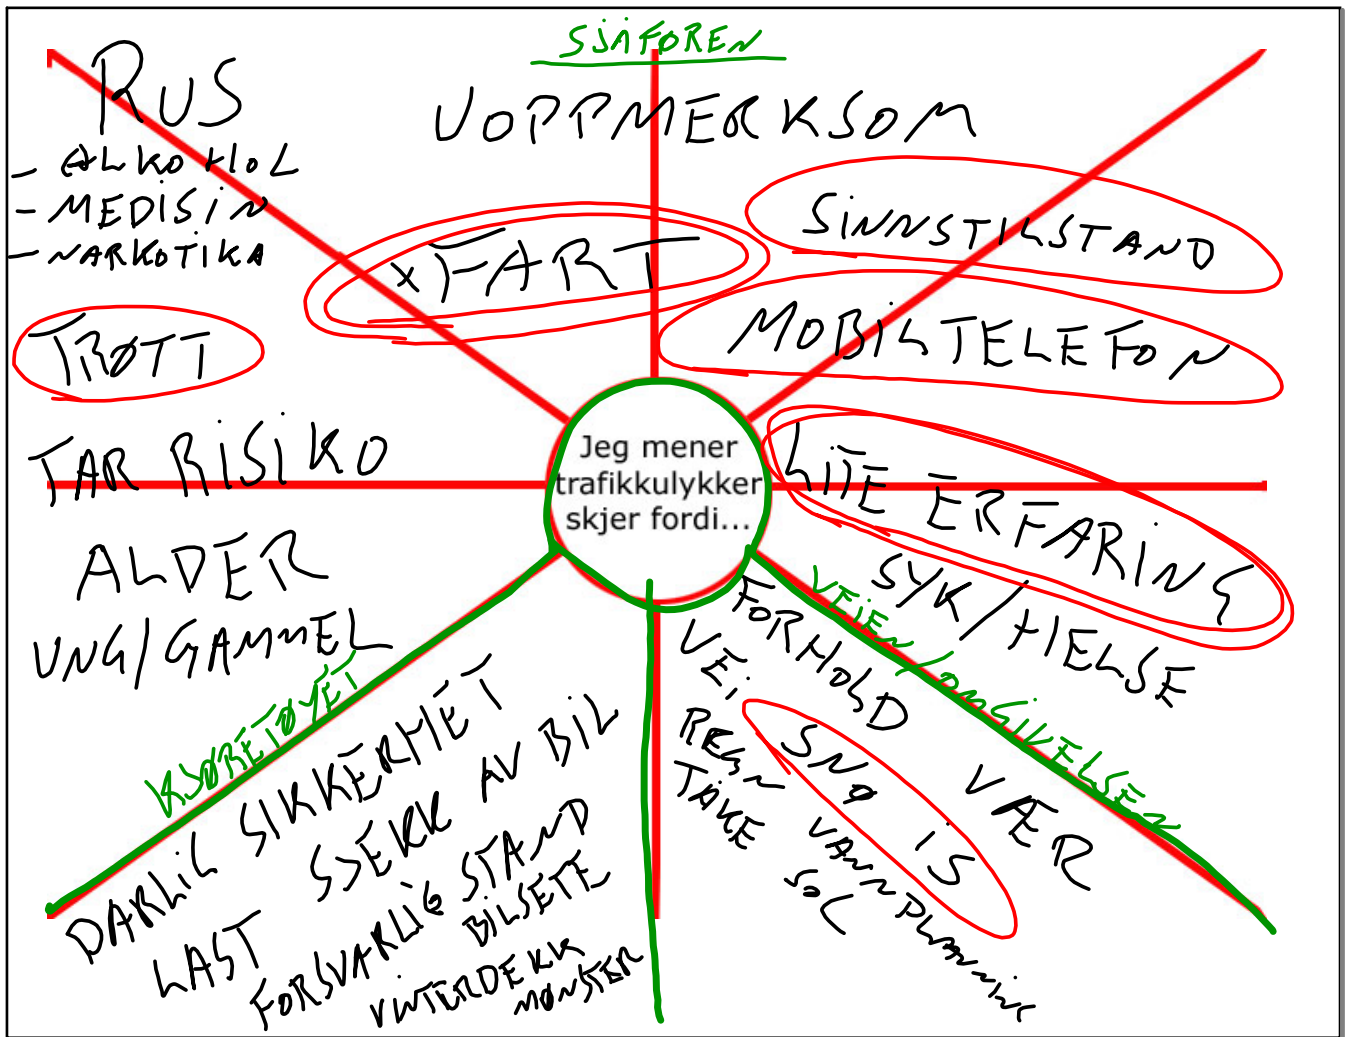 SJÅFØREN
RUS
- ALKOHOL
- MEDISIN
- NARKOTIKA
UOPPMERKSOM
SINNSTILSTAND
x FART
MOBILTELEFON
TRØTT
TAR RISIKO
Jeg mener
trafikkulykker
skjer fordi...
LITE ERFARING
SYK/HELSE
ALDER
UNG/GAMMEL
KJØRETØYET
DARLIG SIKKERHET
SJEKK AV BIL
LAST
FORSVARLIG STAND
BILSETE
VINTERDEKK
MØNSTER
VEIEN/OMGIVELSEN
FORHOLD
VEI
VÆR
REGN
TÅKE
SNØ IS
VANNPLANING
SOL